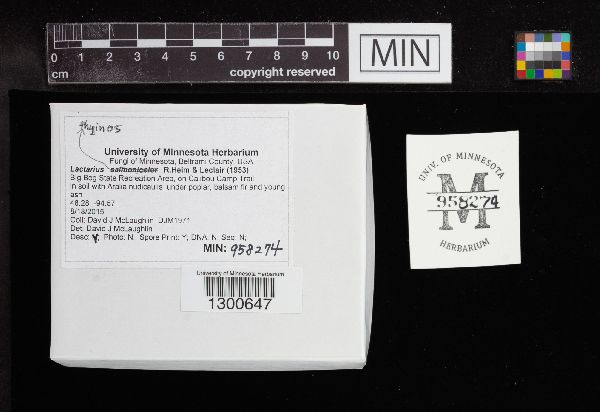 0 1 2 3 4 5 6 7 8 9 10
cm
copyright reserved
MIN
thyinos
University of Minnesota Herbarium
Fungi of Minnesota, Beltrami County, USA
Lactarius salmonicolor R.Heim & Leclair (1953)
Big Bog State Recreation Area, on Caribou Camp Trail
In soil with Aralia nudicaulis, under poplar, balsam fir and young
ash
48.28 -94.57
8/18/2015
Coll: David J McLaughlin DJM1971
Det: David J McLaughlin
Desc: Y; Photo: N; Spore Print: Y; DNA: N; Seq: N;
MIN: 958274
University of Minnesota Herbarium
1300647
UNIV. OF MINNESOTA
M
958274
HERBARIUM